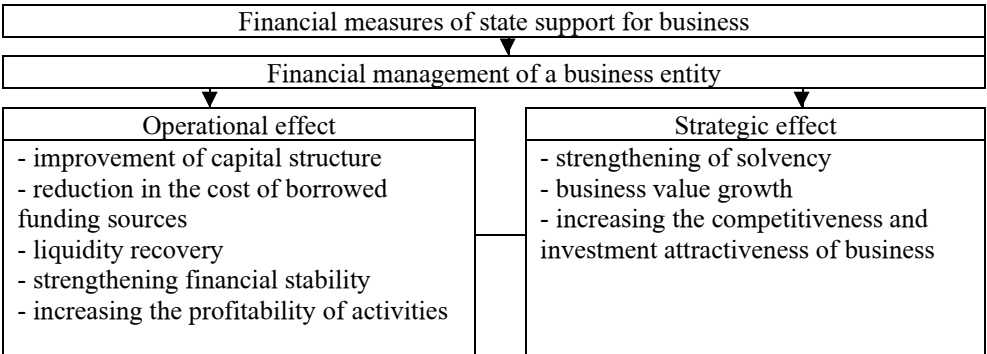 Financial measures of state support for business
Financial management of a business entity
Operational effect
- improvement of capital structure
- reduction in the cost of borrowed
funding sources
- liquidity recovery
- strengthening financial stability
- increasing the profitability of activities
Strategic effect
- strengthening of solvency
- business value growth
- increasing the competitiveness and
investment attractiveness of business